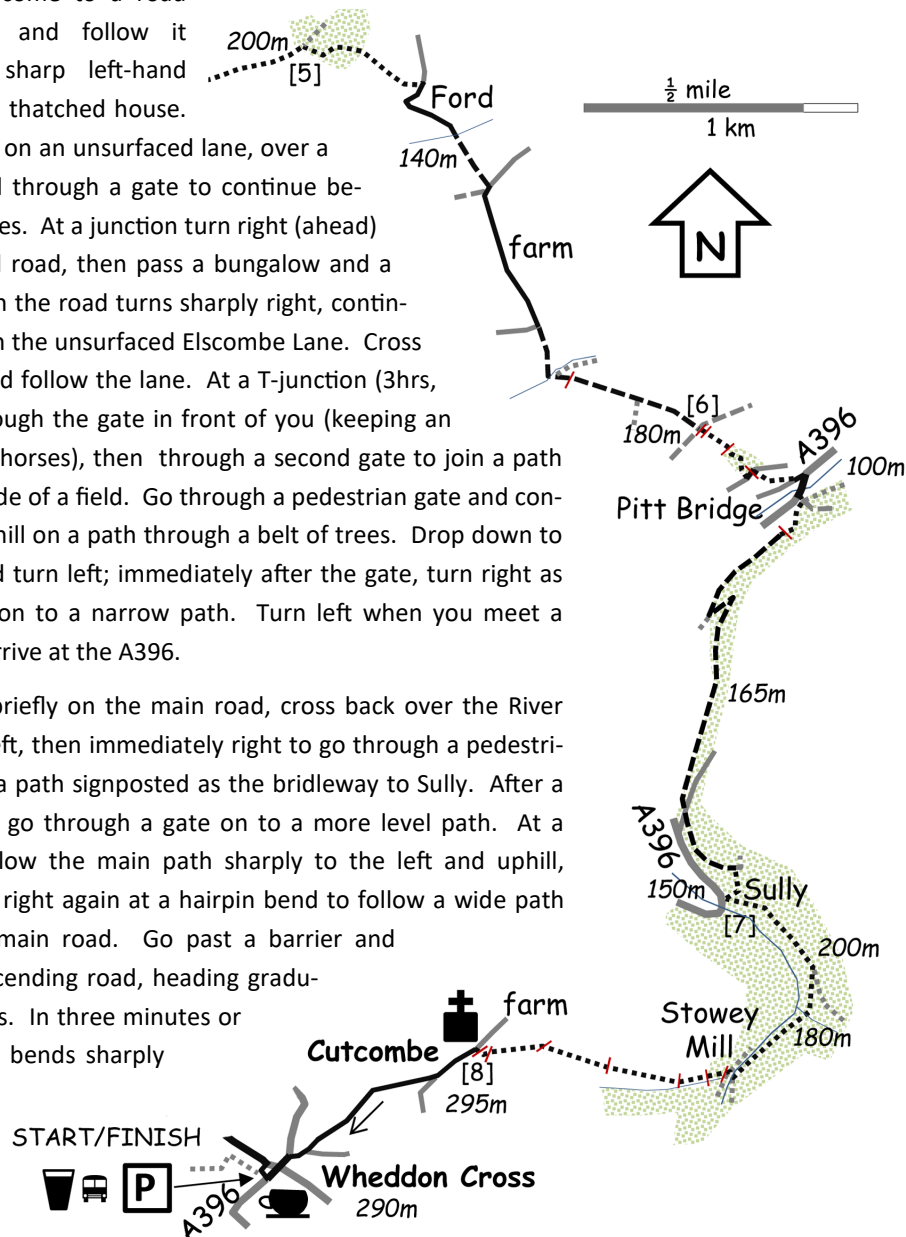 and follow it
sharp left-hand
thatched house.
on an unsurfaced lane, over a
through a gate to continue be-
es. At a junction turn right (ahead)
road, then pass a bungalow and a
the road turns sharply right, contin-
the unsurfaced Elscombe Lane. Cross
d follow the lane. At a T-junction (3hrs,
ough the gate in front of you (keeping an
horses), then through a second gate to join a path
de of a field. Go through a pedestrian gate and con-
hill on a path through a belt of trees. Drop down to
d turn left; immediately after the gate, turn right as
on to a narrow path. Turn left when you meet a
rrive at the A396.
briefly on the main road, cross back over the River
eft, then immediately right to go through a pedestri-
a path signposted as the bridleway to Sully. After a
go through a gate on to a more level path. At a
low the main path sharply to the left and uphill,
right again at a hairpin bend to follow a wide path
main road. Go past a barrier and
cending road, heading gradu-
s. In three minutes or
bends sharply
200m
[5]
Ford
140m
farm
½ mile
1 km
N
[6]
180m
A396
100m
Pitt Bridge
165m
A396
150m
Sully
[7]
200m
Stowey
Mill
180m
farm
Cutcombe
[8]
295m
START/FINISH
P
A396
Wheddon Cross
290m